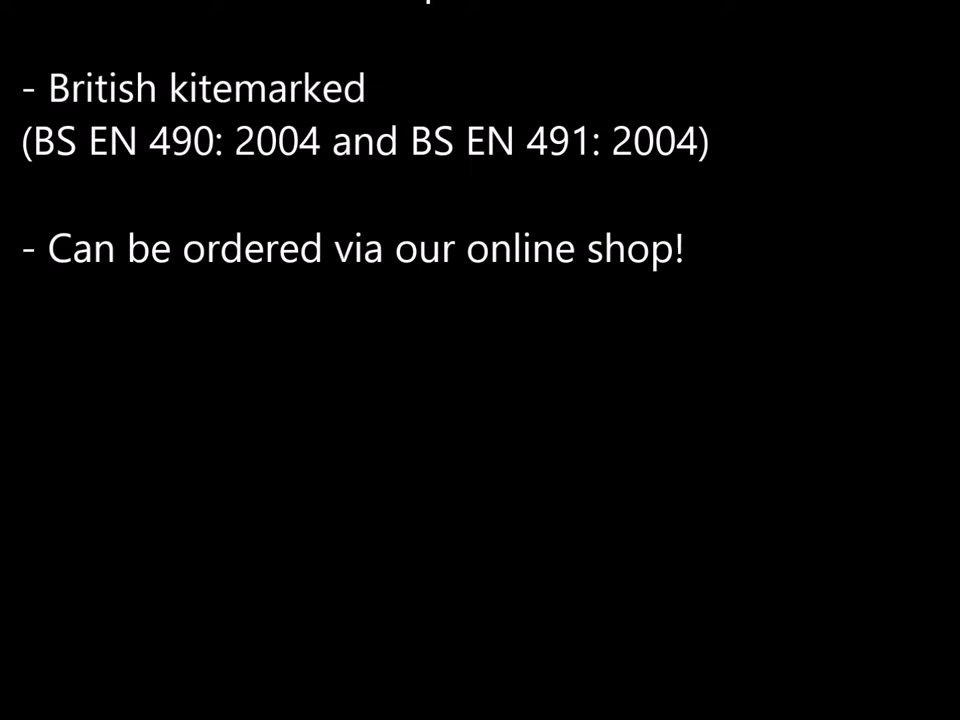 - British kitemarked
(BS EN 490: 2004 and BS EN 491: 2004)
- Can be ordered via our online shop!